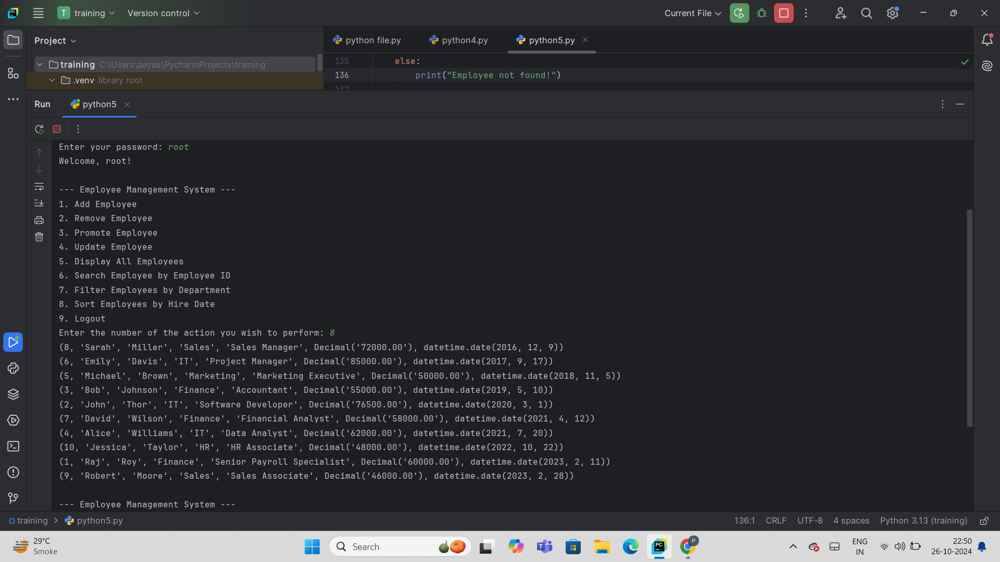 PC
T training Version control Current File
Project
training C:\Users\aayus\PycharmProjects\training
.venv library root
python file.py python4.py python5.py
135 else:
136 print("Employee not found!")
137
Run python5
Enter your password: root
Welcome, root!
--- Employee Management System ---
1. Add Employee
2. Remove Employee
3. Promote Employee
4. Update Employee
5. Display All Employees
6. Search Employee by Employee ID
7. Filter Employees by Department
8. Sort Employees by Hire Date
9. Logout
Enter the number of the action you wish to perform: 8
(8, 'Sarah', 'Miller', 'Sales', 'Sales Manager', Decimal('72000.00'), datetime.date(2016, 12, 9))
(6, 'Emily', 'Davis', 'IT', 'Project Manager', Decimal('85000.00'), datetime.date(2017, 9, 17))
(5, 'Michael', 'Brown', 'Marketing', 'Marketing Executive', Decimal('50000.00'), datetime.date(2018, 11, 5))
(3, 'Bob', 'Johnson', 'Finance', 'Accountant', Decimal('55000.00'), datetime.date(2019, 5, 10))
(2, 'John', 'Thor', 'IT', 'Software Developer', Decimal('76500.00'), datetime.date(2020, 3, 1))
(7, 'David', 'Wilson', 'Finance', 'Financial Analyst', Decimal('58000.00'), datetime.date(2021, 4, 12))
(4, 'Alice', 'Williams', 'IT', 'Data Analyst', Decimal('62000.00'), datetime.date(2021, 7, 20))
(10, 'Jessica', 'Taylor', 'HR', 'HR Associate', Decimal('48000.00'), datetime.date(2022, 10, 22))
(1, 'Raj', 'Roy', 'Finance', 'Senior Payroll Specialist', Decimal('60000.00'), datetime.date(2023, 2, 11))
(9, 'Robert', 'Moore', 'Sales', 'Sales Associate', Decimal('46000.00'), datetime.date(2023, 2, 28))
--- Employee Management System ---
training > python5.py 136:1 CRLF UTF-8 4 spaces Python 3.13 (training)
29°C
Smoke
Search
PC
P
ENG
IN
22:50
26-10-2024